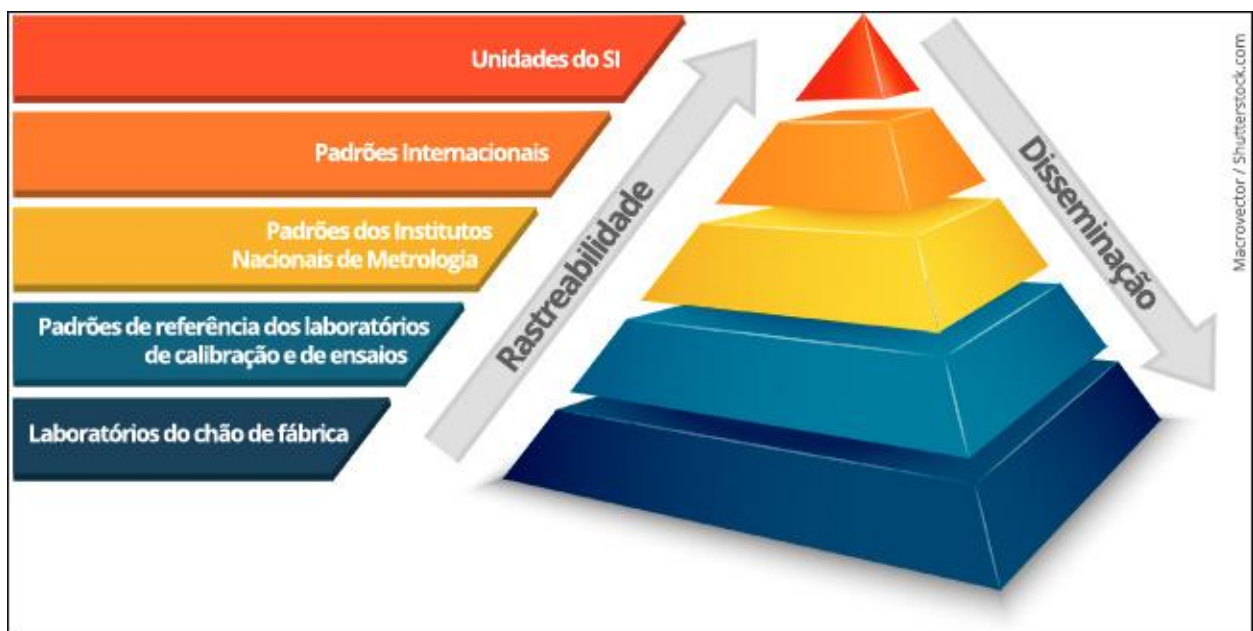 Unidades do SI
Padrões Internacionais
Padrões dos Institutos
Nacionais de Metrologia
Padrões de referência dos laboratórios
de calibração e de ensaios
Laboratórios do chão de fábrica
Rastreabilidade
Disseminação
Macrovector / Shutterstock.com